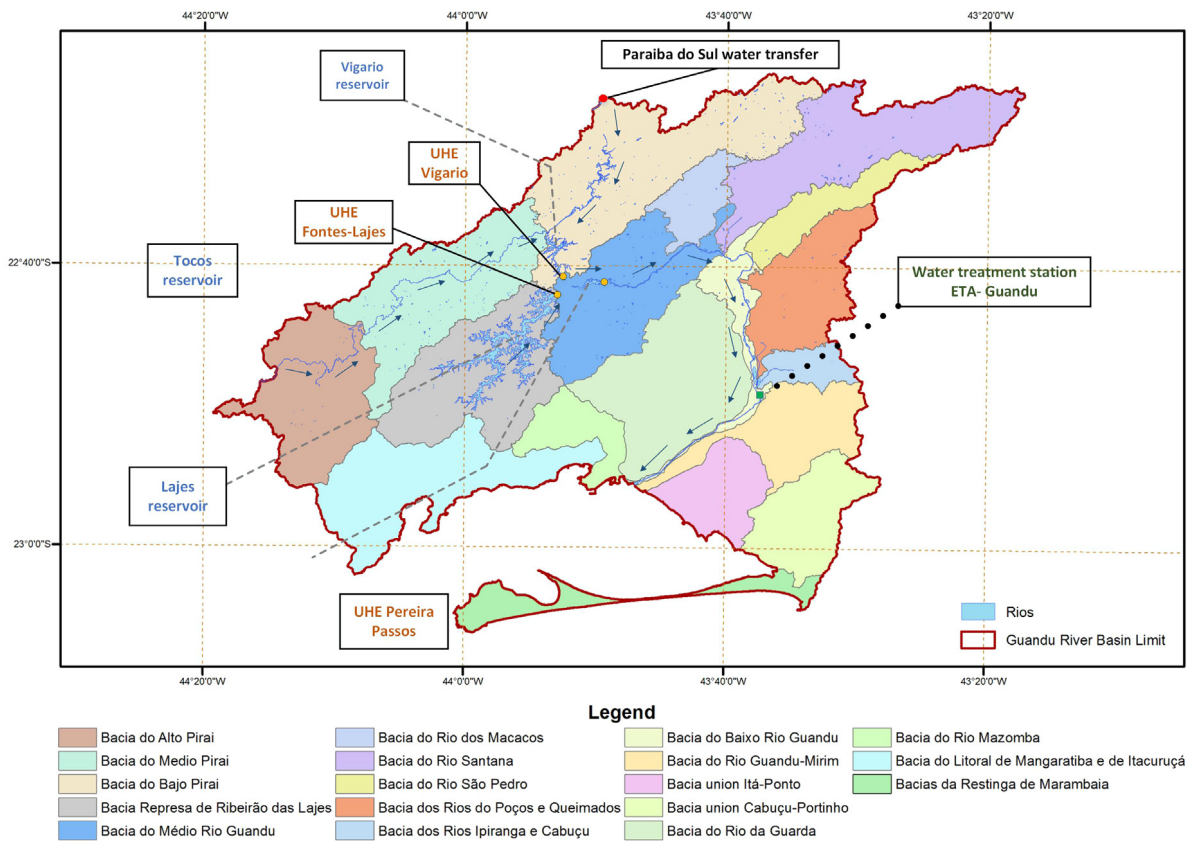 44°20'0"W
44°0'0"W
43°40'0"W
43°20'0"W
Paraiba do Sul water transfer
Vigario
reservoir
UHE
Vigario
UHE
Fontes-Lajes
Tocos
reservoir
22°40'0"S
Water treatment station
ETA- Guandu
Lajes
reservoir
23°0'0"S
UHE Pereira
Passos
Rios
Guandu River Basin Limit
44°20'0"W
44°0'0"W
43°40'0"W
43°20'0"W
Legend
Bacia do Alto Pirai
Bacia do Medio Pirai
Bacia do Bajo Pirai
Bacia Represa de Ribeirão das Lajes
Bacia do Médio Rio Guandu
Bacia do Rio dos Macacos
Bacia do Rio Santana
Bacia do Rio São Pedro
Bacia dos Rios do Poços e Queimados
Bacia dos Rios Ipiranga e Cabuçu
Bacia do Baixo Rio Guandu
Bacia do Rio Guandu-Mirim
Bacia union Itá-Ponto
Bacia union Cabuçu-Portinho
Bacia do Rio da Guarda
Bacia do Rio Mazomba
Bacia do Litoral de Mangaratiba e de Itacuruçá
Bacias da Restinga de Marambaia